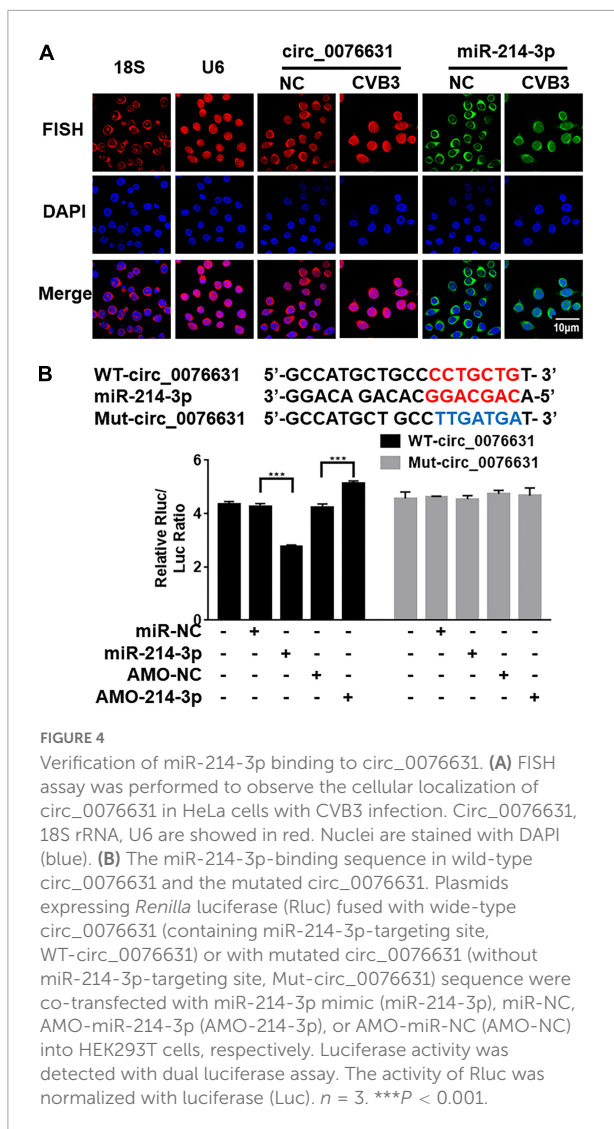 A
18S U6 circ_0076631 miR-214-3p
NC CVB3 NC CVB3
FISH
DAPI
Merge
10μm
B
WT-circ_0076631 5'-GCCATGCTGCCCCTGCTGT- 3'
miR-214-3p 3'-GGACA GACACGGACGACA-5'
Mut-circ_0076631 5'-GCCATGCT GCCTTGATGAT- 3'
WT-circ_0076631
Mut-circ_0076631
Relative Rluc/
Luc Ratio
6
4
2
0
*** ***
miR-NC - + - - - - + - - -
miR-214-3p - - + - - - - + - -
AMO-NC - - - + - - - - + -
AMO-214-3p - - - - + - - - - +
FIGURE 4
Verification of miR-214-3p binding to circ_0076631. (A) FISH
assay was performed to observe the cellular localization of
circ_0076631 in HeLa cells with CVB3 infection. Circ_0076631,
18S rRNA, U6 are showed in red. Nuclei are stained with DAPI
(blue). (B) The miR-214-3p-binding sequence in wild-type
circ_0076631 and the mutated circ_0076631. Plasmids
expressing Renilla luciferase (Rluc) fused with wide-type
circ_0076631 (containing miR-214-3p-targeting site,
WT-circ_0076631) or with mutated circ_0076631 (without
miR-214-3p-targeting site, Mut-circ_0076631) sequence were
co-transfected with miR-214-3p mimic (miR-214-3p), miR-NC,
AMO-miR-214-3p (AMO-214-3p), or AMO-miR-NC (AMO-NC)
into HEK293T cells, respectively. Luciferase activity was
detected with dual luciferase assay. The activity of Rluc was
normalized with luciferase (Luc). n = 3. ***P < 0.001.